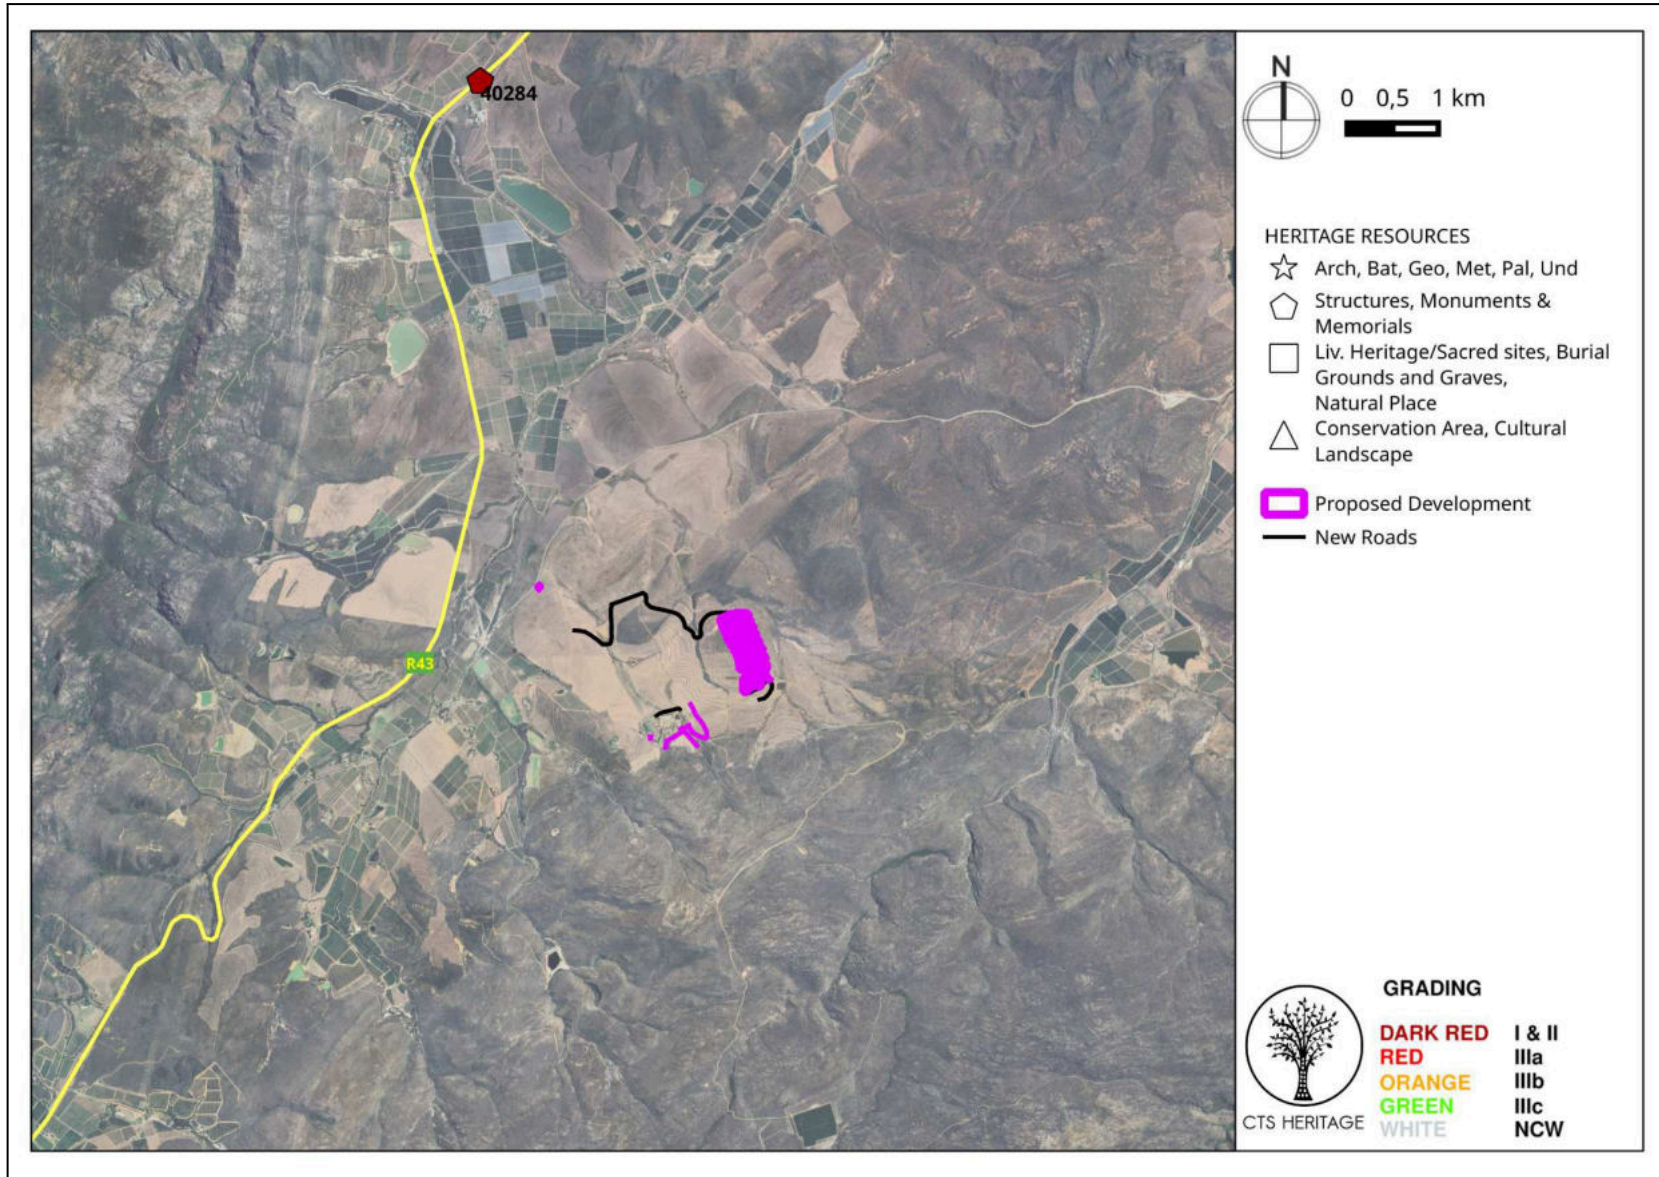 40284
R43
N
0 0,5 1 km
HERITAGE RESOURCES
Arch, Bat, Geo, Met, Pal, Und
Structures, Monuments &
Memorials
Liv. Heritage/Sacred sites, Burial
Grounds and Graves,
Natural Place
Conservation Area, Cultural
Landscape
Proposed Development
New Roads
CTS HERITAGE
GRADING
DARK RED I & II
RED IIIa
ORANGE IIIb
GREEN IIIc
WHITE NCW